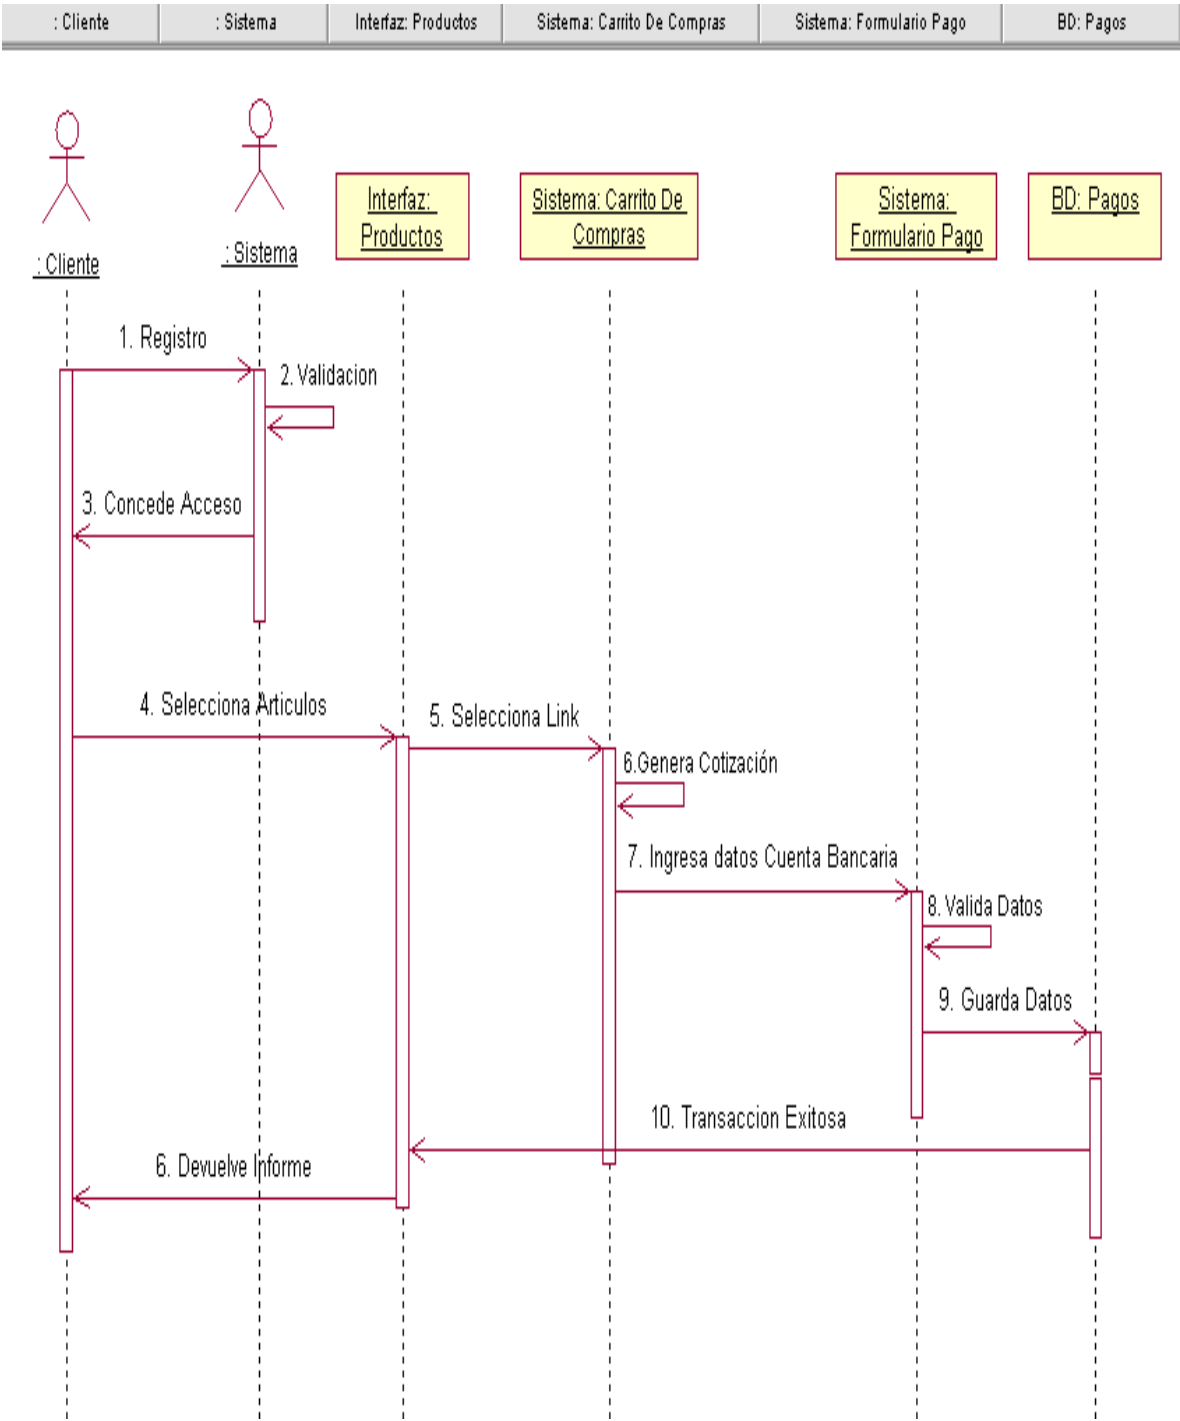 : Cliente
: Sistema
Interfaz: Productos
Sistema: Carrito De Compras
Sistema: Formulario Pago
BD: Pagos
: Cliente
: Sistema
Interfaz:
Productos
Sistema: Carrito De
Compras
Sistema:
Formulario Pago
BD: Pagos
1. Registro
2. Validacion
3. Concede Acceso
4. Selecciona Articulos
5. Selecciona Link
6.Genera Cotización
7. Ingresa datos Cuenta Bancaria
8. Valida Datos
9. Guarda Datos
10. Transaccion Exitosa
6. Devuelve Informe